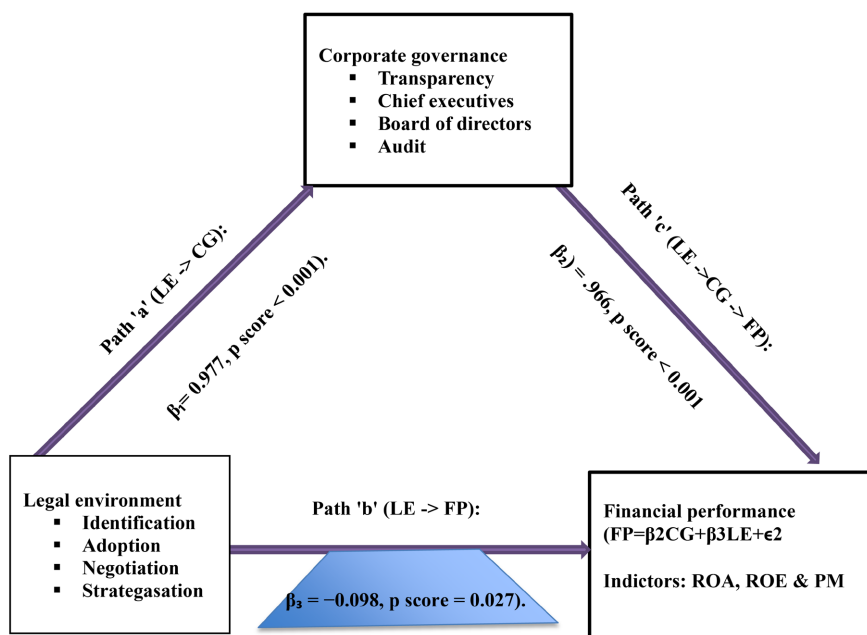 Corporate governance
▪ Transparency
▪ Chief executives
▪ Board of directors
▪ Audit
Path 'a' (LE -> CG):
β₁= 0.977, p score < 0.001).
Path 'c' (LE ->CG -> FP):
β₂) = .966, p score < 0.001
Legal environment
▪ Identification
▪ Adoption
▪ Negotiation
▪ Strategasation
Path 'b' (LE -> FP):
β₃ = −0.098, p score = 0.027).
Financial performance
(FP=β2CG+β3LE+ϵ2
Indictors: ROA, ROE & PM